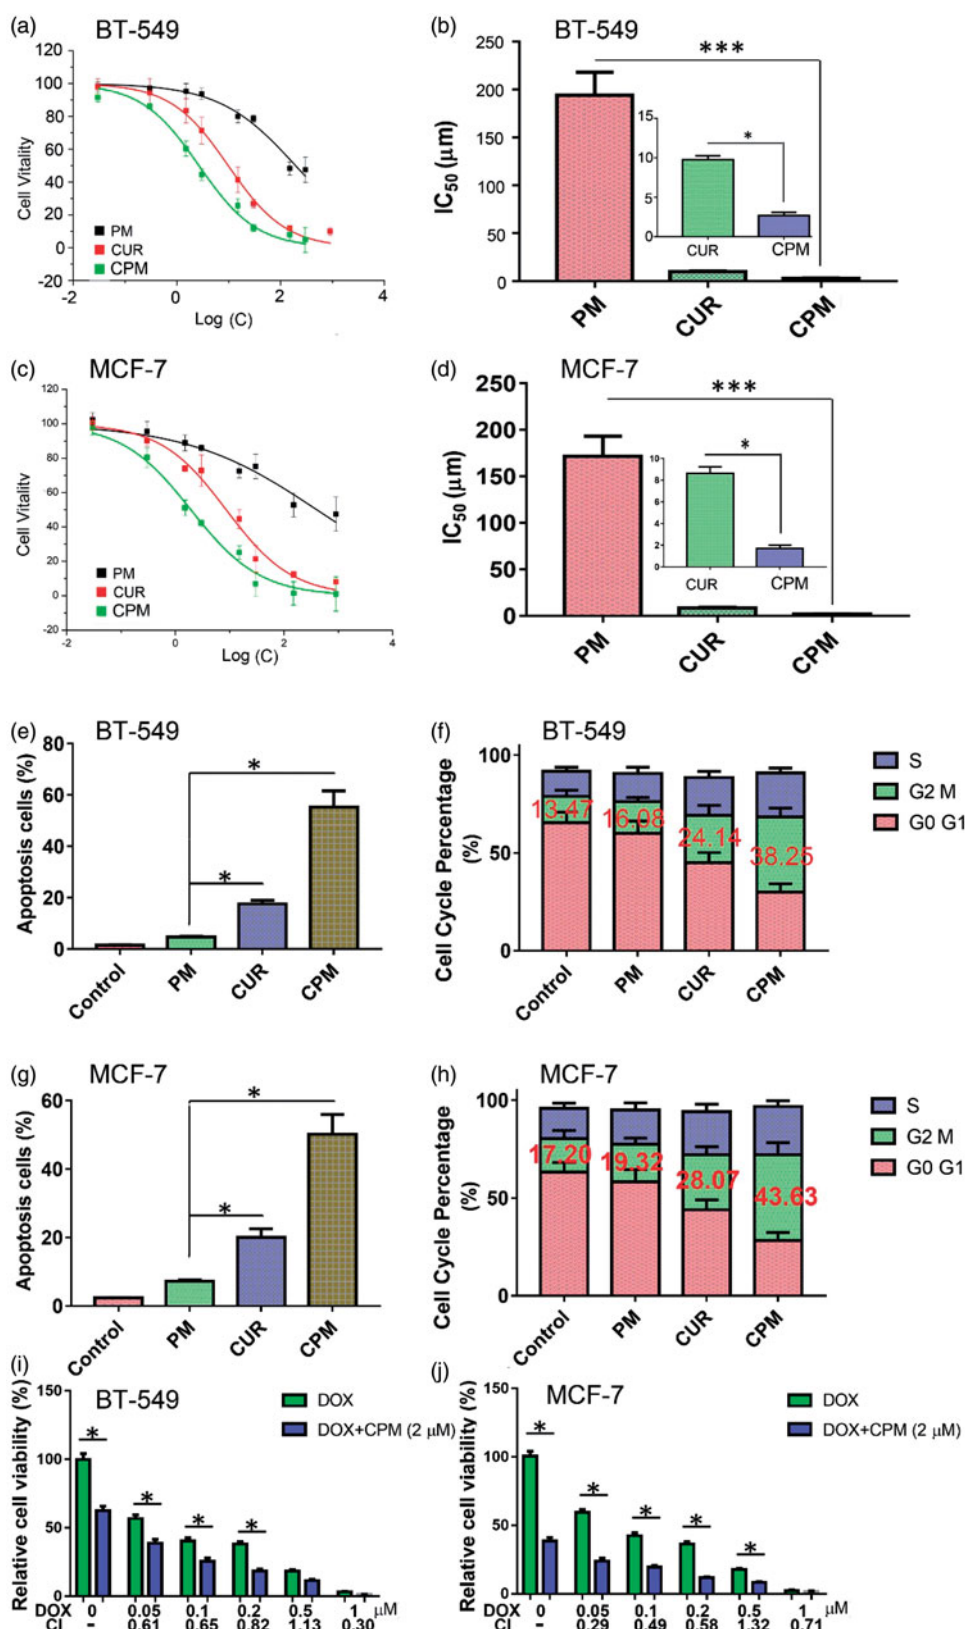 (a) BT-549
120
100
80
60
40
20
0
-20
Cell Vitality
PM
CUR
CPM
-2 0 2 4
Log (C)
(b) BT-549
250
200
150
100
50
0
IC50 (μm)
***
15
10
5
0
*
CUR CPM
PM CUR CPM
(c) MCF-7
120
100
80
60
40
20
0
-20
Cell Vitality
PM
CUR
CPM
-2 0 2 4
Log (C)
(d) MCF-7
250
200
150
100
50
0
IC50 (μm)
***
10
8
6
4
2
0
*
CUR CPM
PM CUR CPM
(e) BT-549
80
60
40
20
0
Apoptosis cells (%)
*
*
Control PM CUR CPM
(f) BT-549
100
50
0
Cell Cycle Percentage
(%)
13.47 16.08 24.14 38.25
S
G2 M
G0 G1
Control PM CUR CPM
(g) MCF-7
60
40
20
0
Apoptosis cells (%)
*
*
Control PM CUR CPM
(h) MCF-7
100
50
0
Cell Cycle Percentage
(%)
17.20 19.32 28.07 43.63
S
G2 M
G0 G1
Control PM CUR CPM
(i) BT-549
150
100
50
0
Relative cell viability (%)
DOX
DOX+CPM (2 μM)
* * * *
DOX 0 0.05 0.1 0.2 0.5 1 μM
CI - 0.61 0.65 0.82 1.13 0.30
(j) MCF-7
150
100
50
0
Relative cell viability (%)
DOX
DOX+CPM (2 μM)
* * * * *
DOX 0 0.05 0.1 0.2 0.5 1 μM
CI - 0.29 0.49 0.58 1.32 0.71